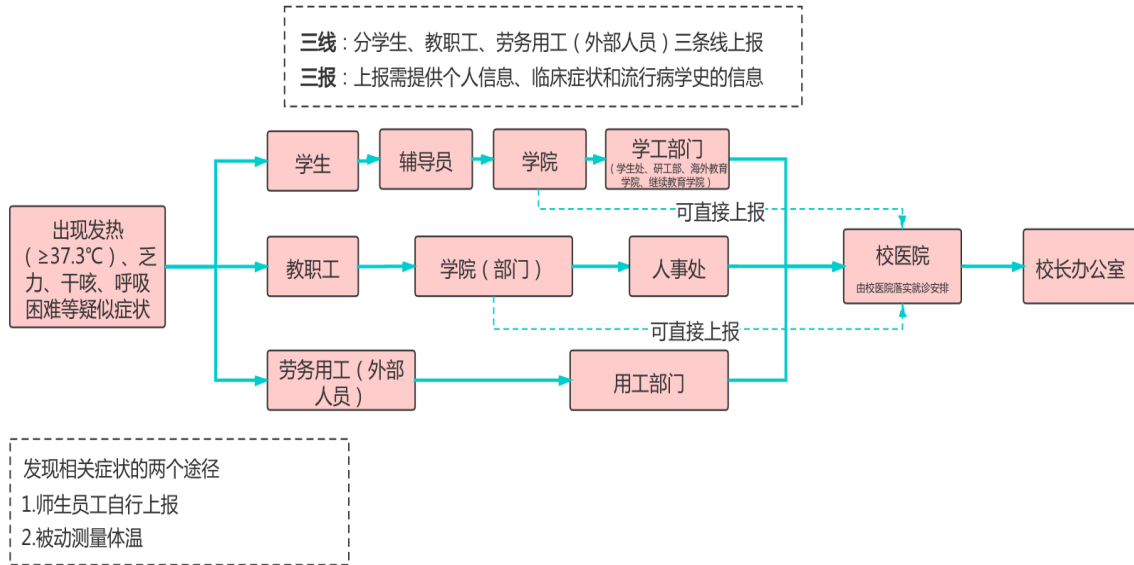 三线：分学生、教职工、劳务用工（外部人员）三条线上报
三报：上报需提供个人信息、临床症状和流行病学史的信息
学生
辅导员
学院
学工部门
（学生处、研工部、海外教育
学院、继续教育学院）
可直接上报
出现发热
（≥37.3℃）、乏
力、干咳、呼吸
困难等疑似症状
教职工
学院（部门）
人事处
校医院
由校医院落实就诊安排
校长办公室
可直接上报
劳务用工（外部
人员）
用工部门
发现相关症状的两个途径
1.师生员工自行上报
2.被动测量体温